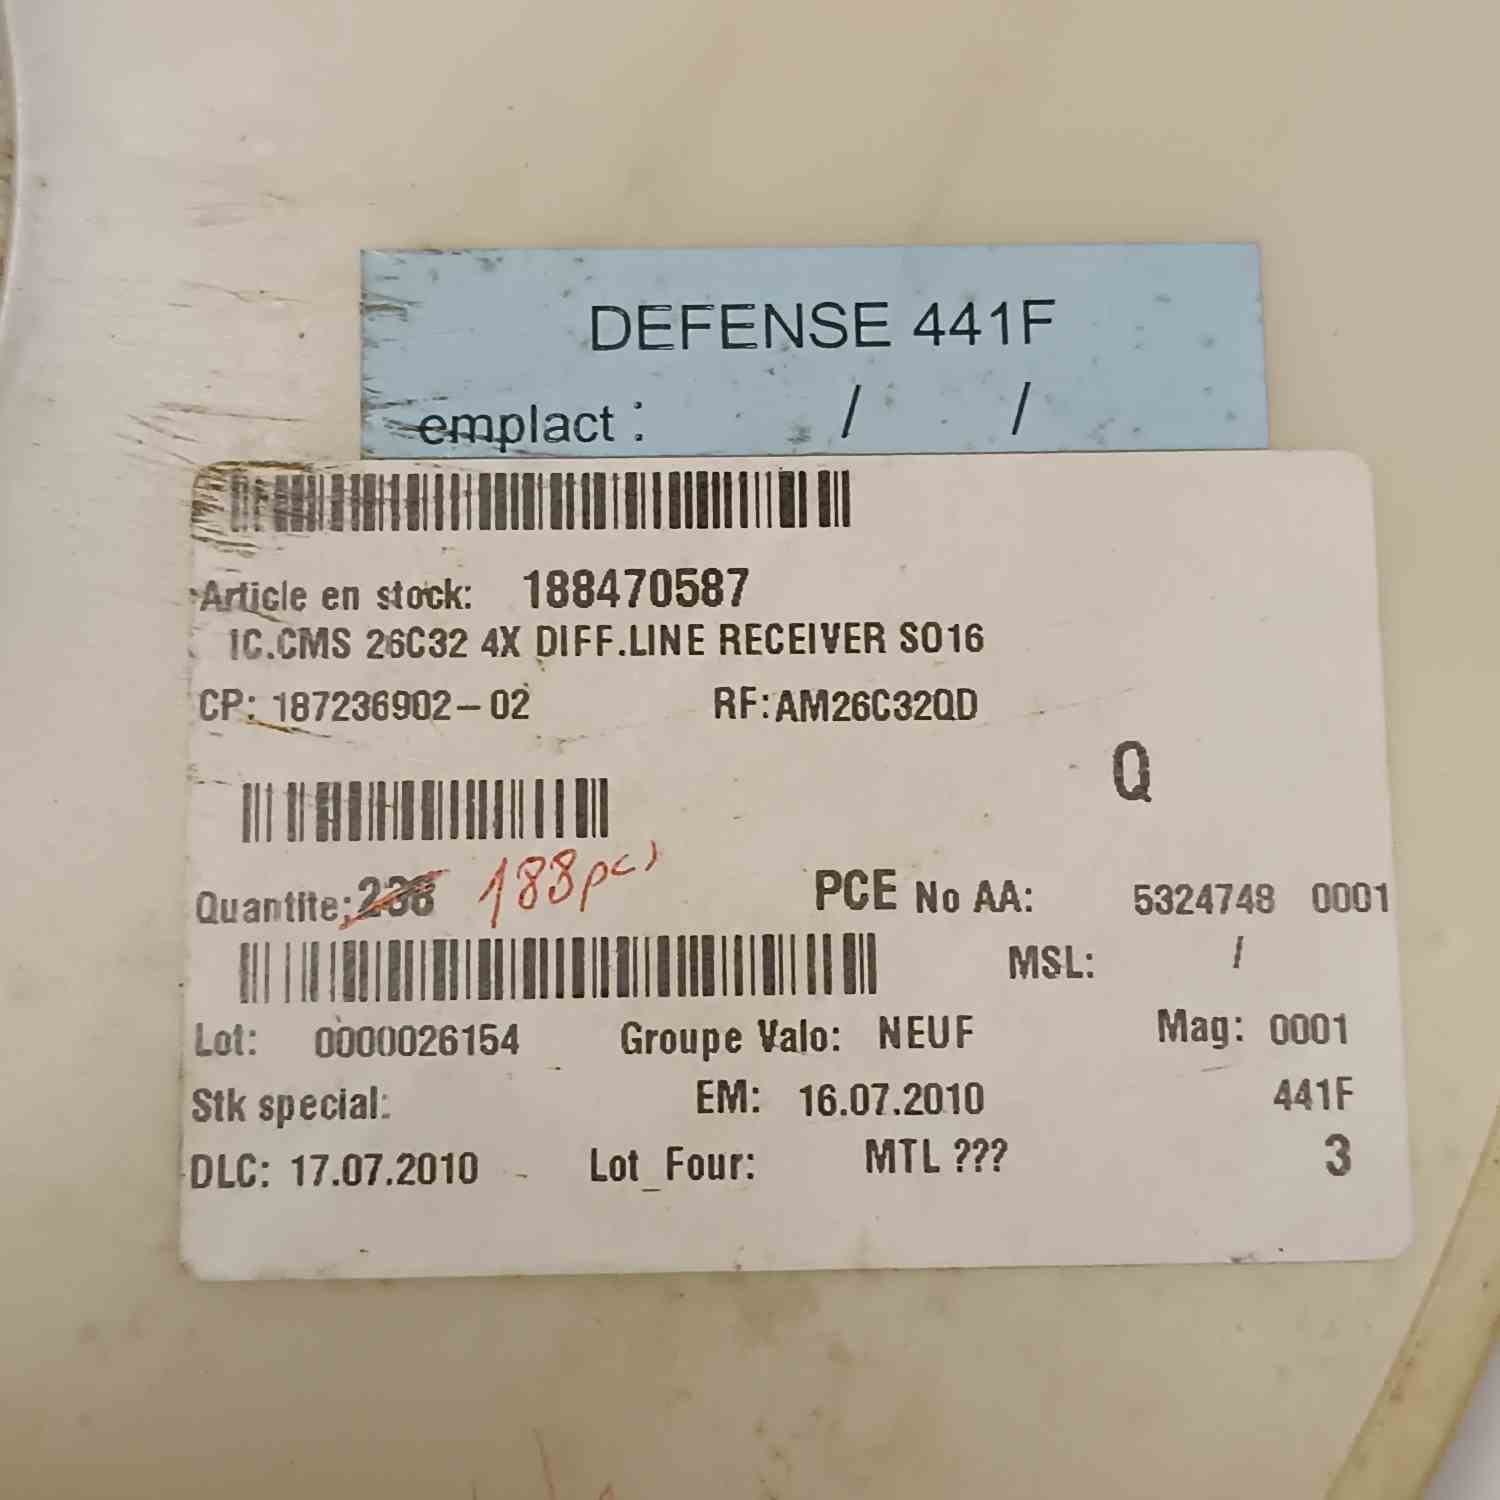 DEFENSE 441F
emplact : / /
Article en stock: 188470587
IC.CMS 26C32 4X DIFF.LINE RECEIVER SO16
CP: 187236902-02 RF:AM26C32QD
Q
Quantite: 238 188pcs PCE No AA: 5324748 0001
MSL: /
Lot: 0000026154 Groupe Valo: NEUF Mag: 0001
Stk special: EM: 16.07.2010 441F
DLC: 17.07.2010 Lot_Four: MTL ??? 3